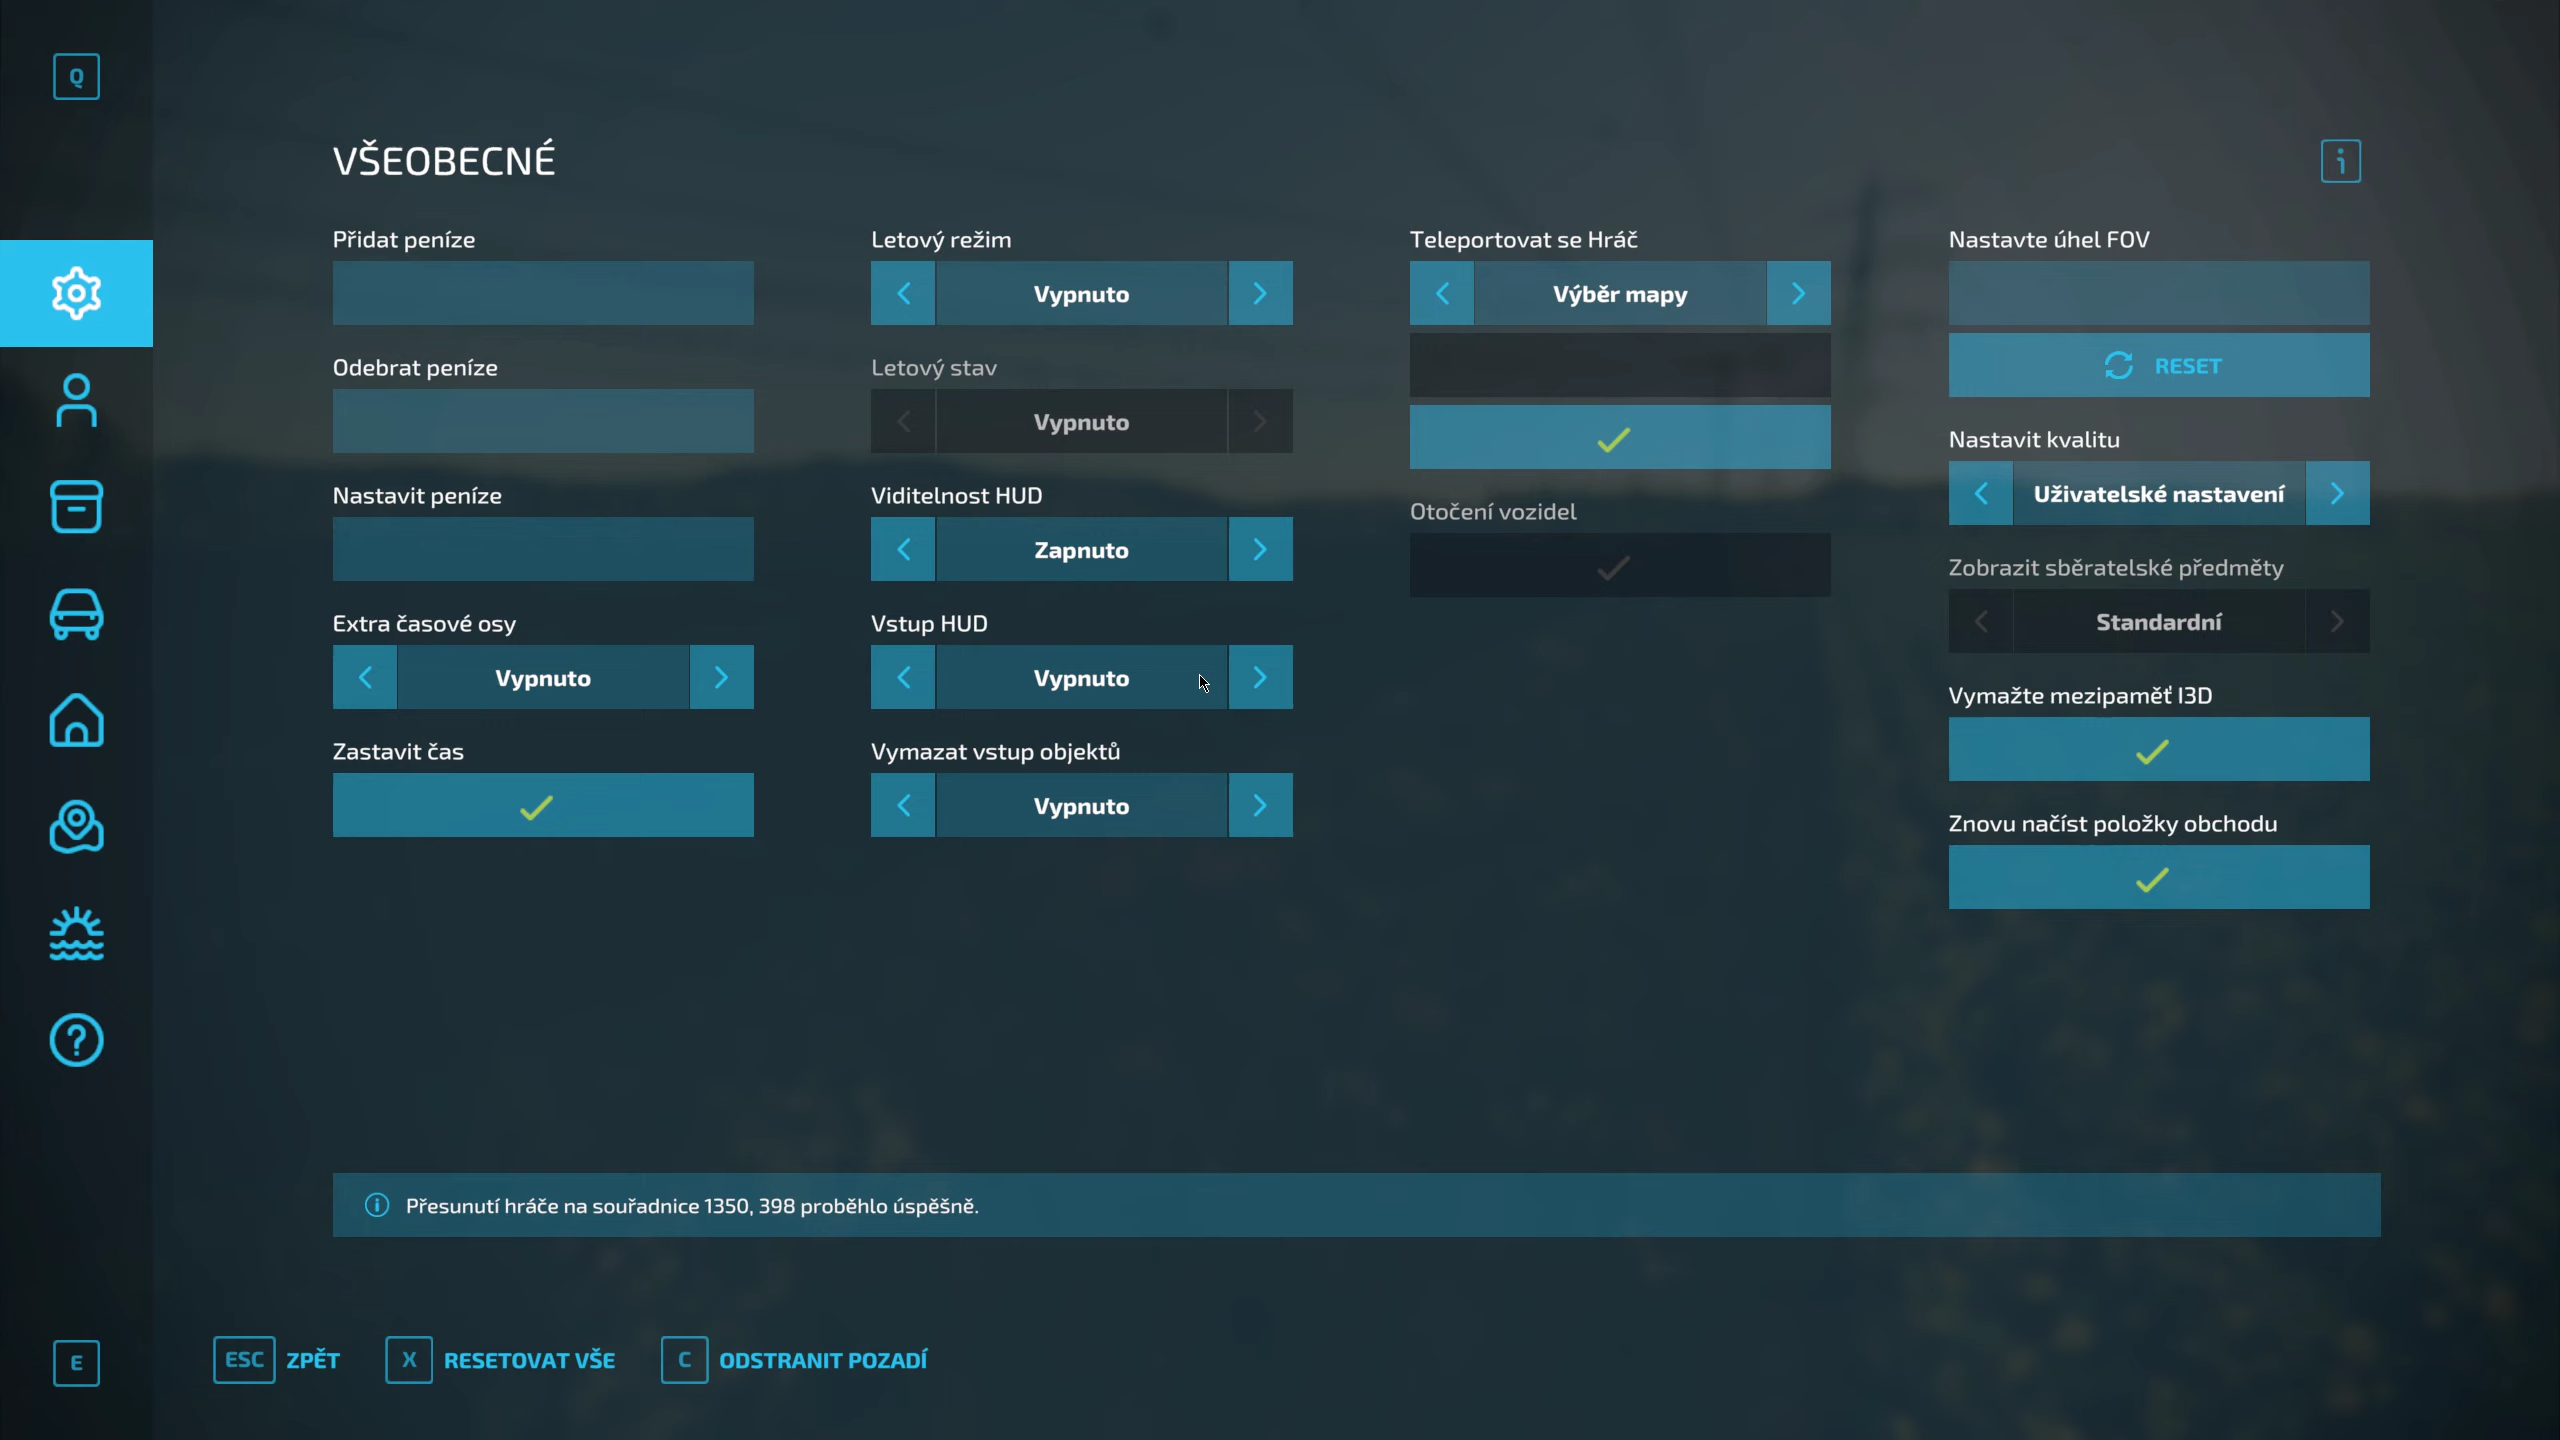 Q
VŠEOBECNÉ
Přidat peníze
Odebrat peníze
Nastavit peníze
Extra časové osy
Vypnuto
Zastavit čas
Letový režim
Vypnuto
Letový stav
Vypnuto
Viditelnost HUD
Zapnuto
Vstup HUD
Vypnuto
Vymazat vstup objektů
Vypnuto
Teleportovat se Hráč
Výběr mapy
Otočení vozidel
Nastavte úhel FOV
RESET
Nastavit kvalitu
Uživatelské nastavení
Zobrazit sběratelské předměty
Standardní
Vymažte mezipaměť I3D
Znovu načíst položky obchodu
Přesunutí hráče na souřadnice 1350, 398 proběhlo úspěšně.
E
ESC ZPĚT X RESETOVAT VŠE C ODSTRANIT POZADÍ